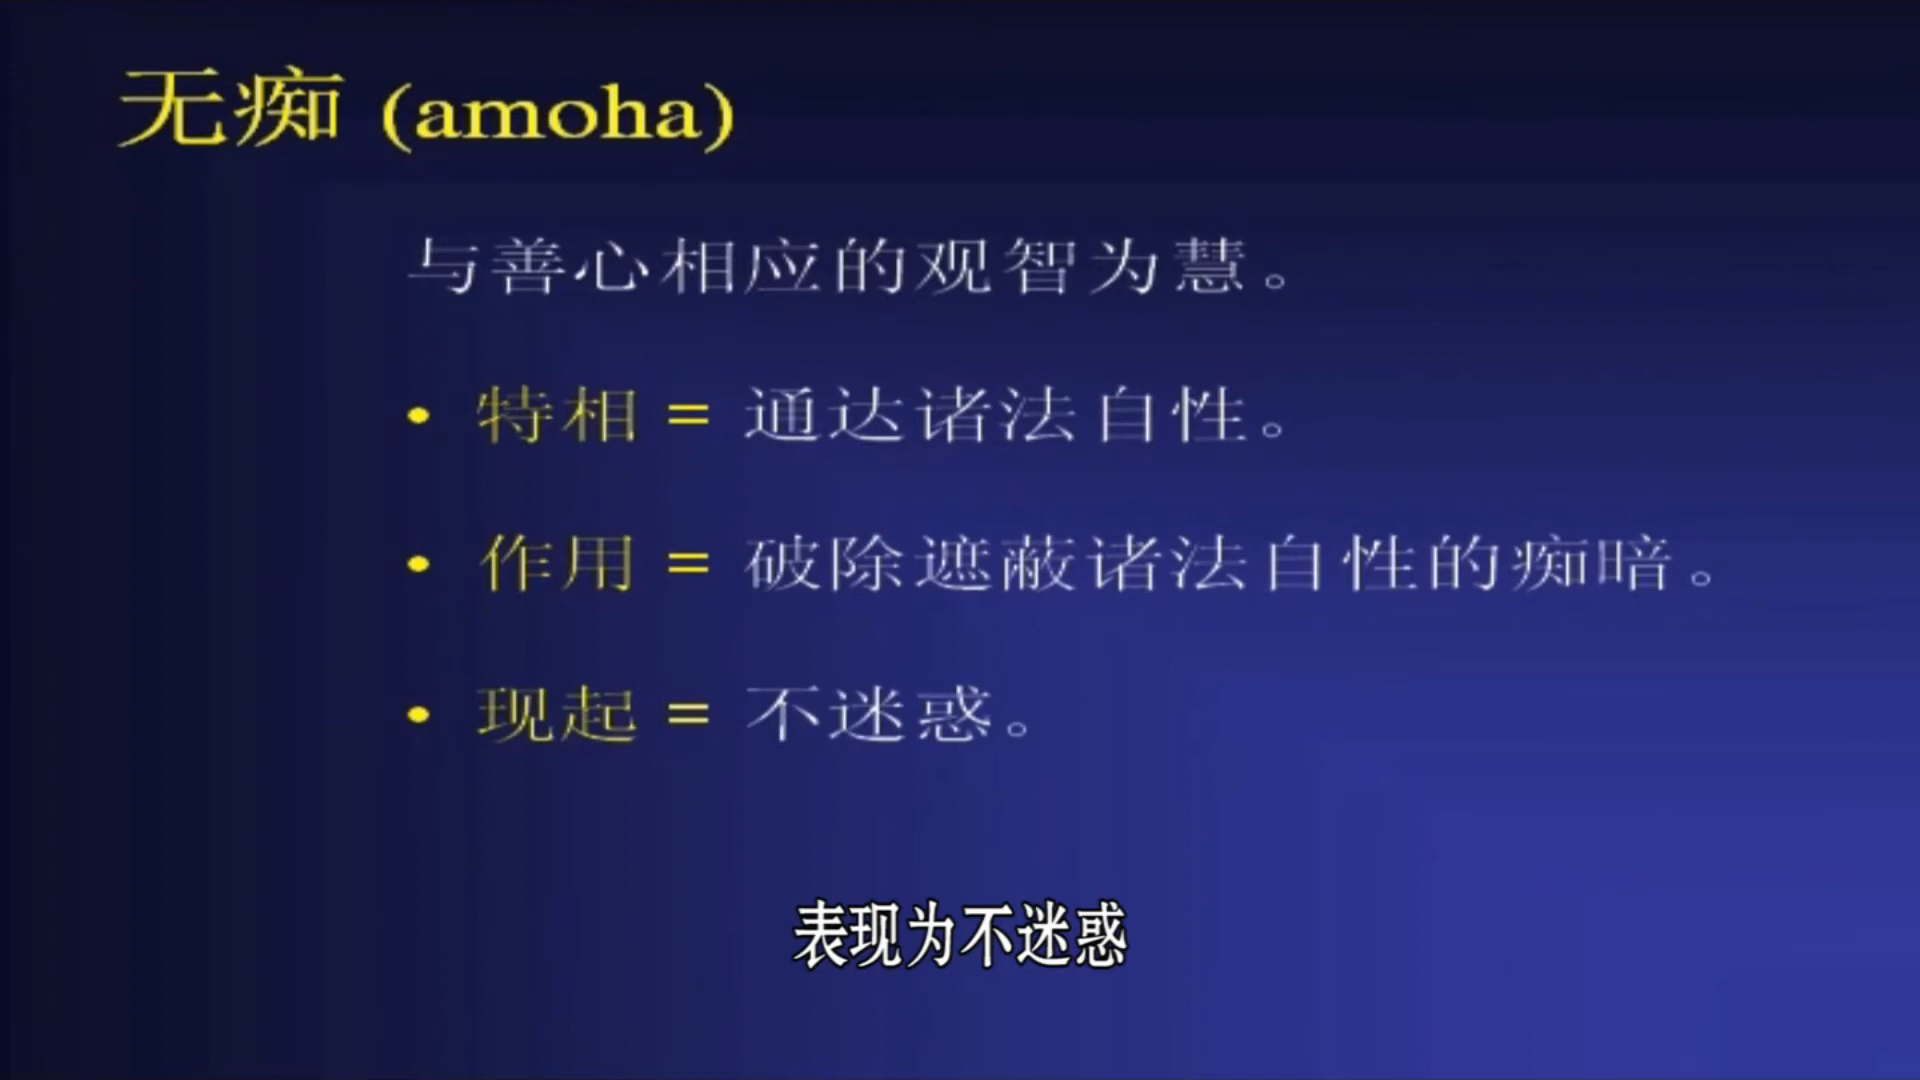 无痴 (amoha)
与善心相应的观智为慧。
• 特相 = 通达诸法自性。
• 作用 = 破除遮蔽诸法自性的痴暗。
• 现起 = 不迷惑。
表现为不迷惑